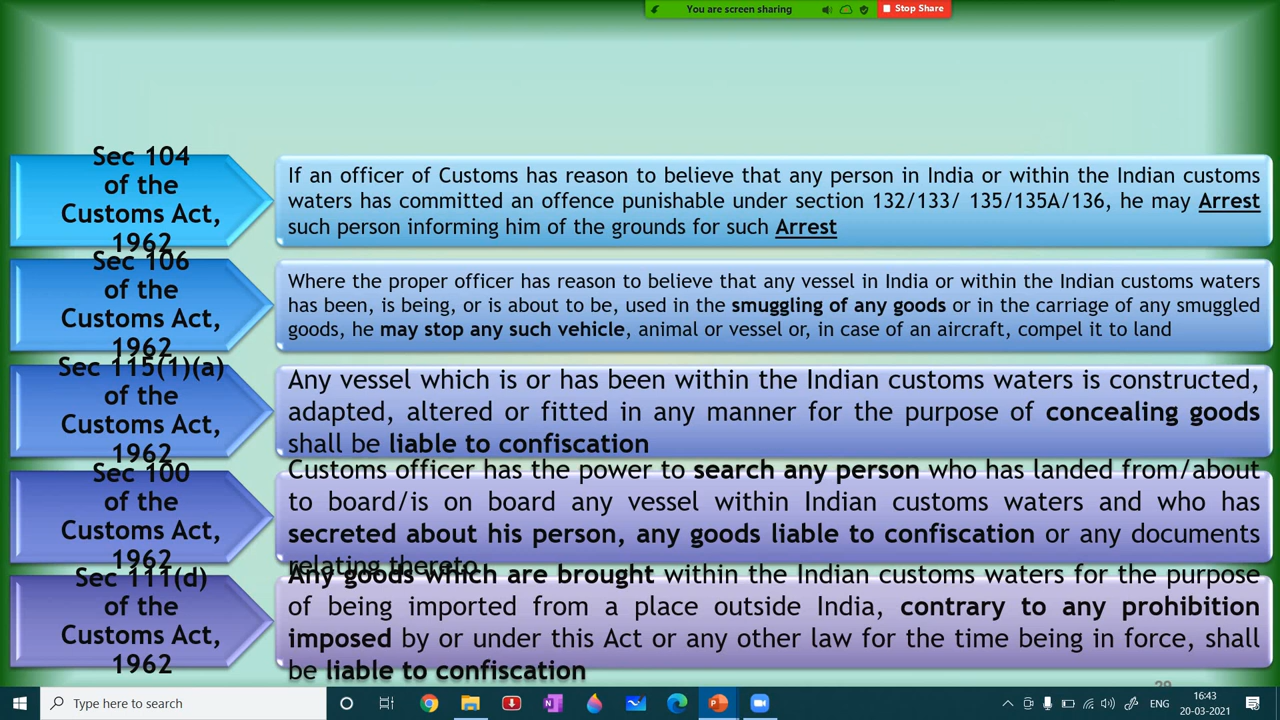 You are screen sharing
Stop Share
Sec 104
of the
Customs Act,
1962
If an officer of Customs has reason to believe that any person in India or within the Indian customs
waters has committed an offence punishable under section 132/133/ 135/135A/136, he may Arrest
such person informing him of the grounds for such Arrest
Sec 106
of the
Customs Act,
1962
Where the proper officer has reason to believe that any vessel in India or within the Indian customs waters
has been, is being, or is about to be, used in the smuggling of any goods or in the carriage of any smuggled
goods, he may stop any such vehicle, animal or vessel or, in case of an aircraft, compel it to land
Sec 115(1)(a)
of the
Customs Act,
1962
Any vessel which is or has been within the Indian customs waters is constructed,
adapted, altered or fitted in any manner for the purpose of concealing goods
shall be liable to confiscation
Sec 100
of the
Customs Act,
1962
Customs officer has the power to search any person who has landed from/about
to board/is on board any vessel within Indian customs waters and who has
secreted about his person, any goods liable to confiscation or any documents
relating thereto
Sec 111(d)
of the
Customs Act,
1962
Any goods which are brought within the Indian customs waters for the purpose
of being imported from a place outside India, contrary to any prohibition
imposed by or under this Act or any other law for the time being in force, shall
be liable to confiscation
29
Type here to search
ENG
16:43
20-03-2021